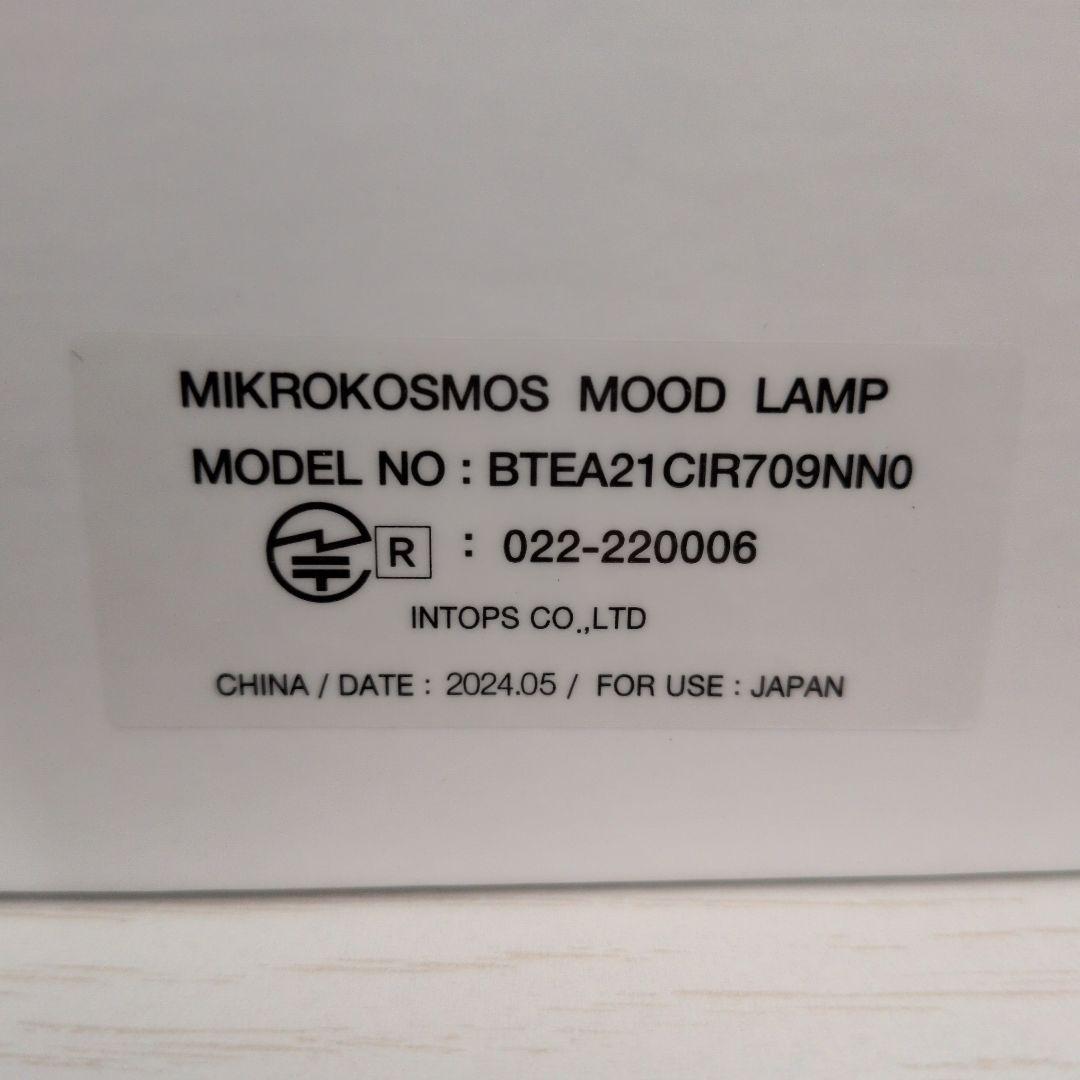 MIKROKOSMOS MOOD LAMP
MODEL NO : BTEA21CIR709NN0
R : 022-220006
INTOPS CO.,LTD
CHINA / DATE : 2024.05 / FOR USE : JAPAN